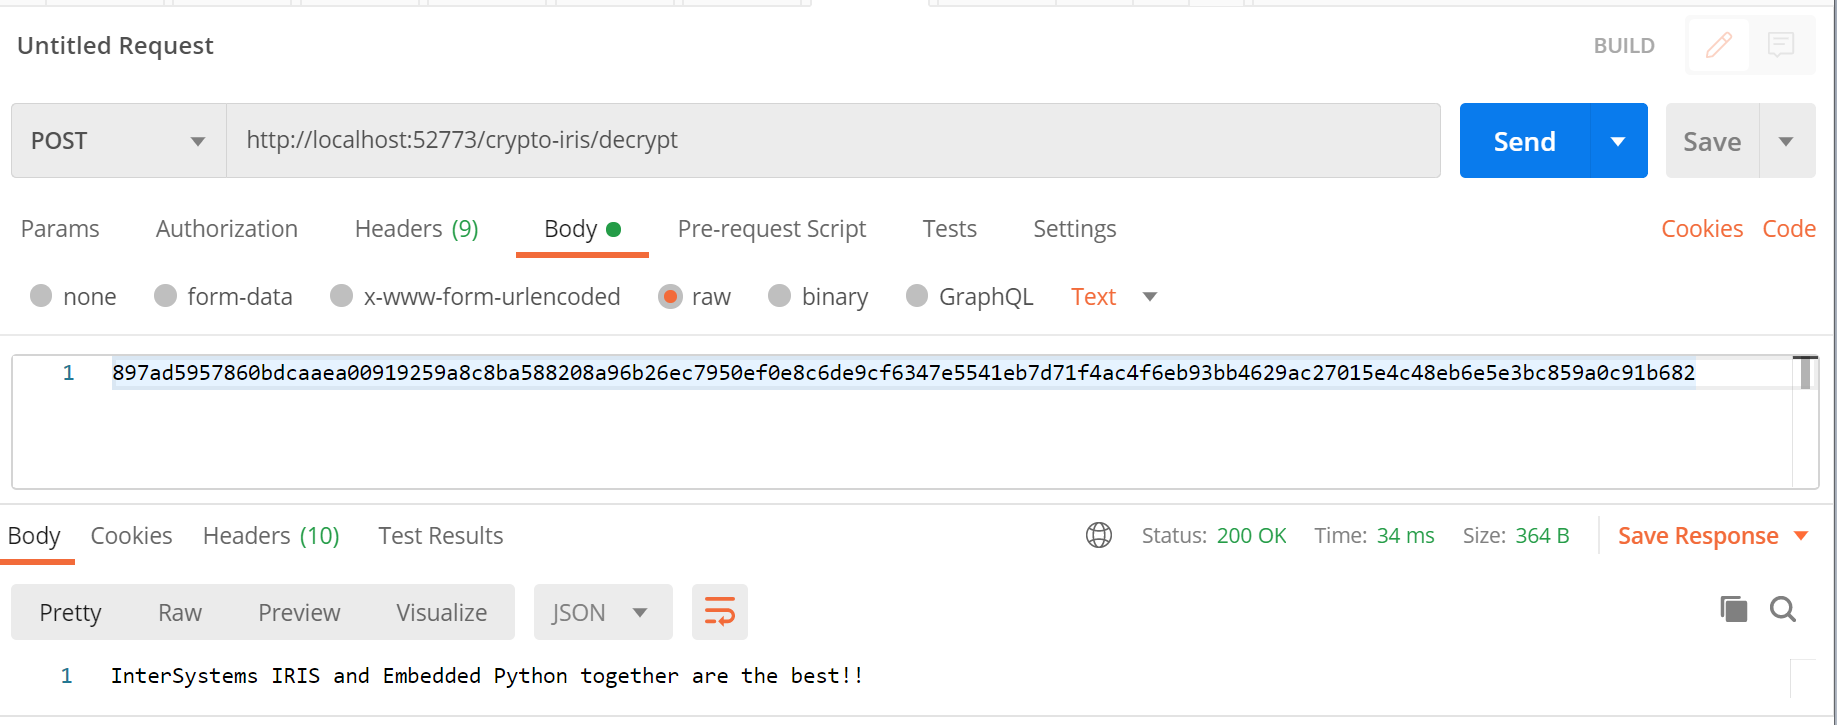 Untitled Request BUILD
POST http://localhost:52773/crypto-iris/decrypt Send Save
Params Authorization Headers (9) Body Pre-request Script Tests Settings Cookies Code
none form-data x-www-form-urlencoded raw binary GraphQL Text
1 897ad5957860bdcaaea00919259a8c8ba588208a96b26ec7950ef0e8c6de9cf6347e5541eb7d71f4ac4f6eb93bb4629ac27015e4c48eb6e5e3bc859a0c91b682
Body Cookies Headers (10) Test Results Status: 200 OK Time: 34 ms Size: 364 B Save Response
Pretty Raw Preview Visualize JSON
1 InterSystems IRIS and Embedded Python together are the best!!